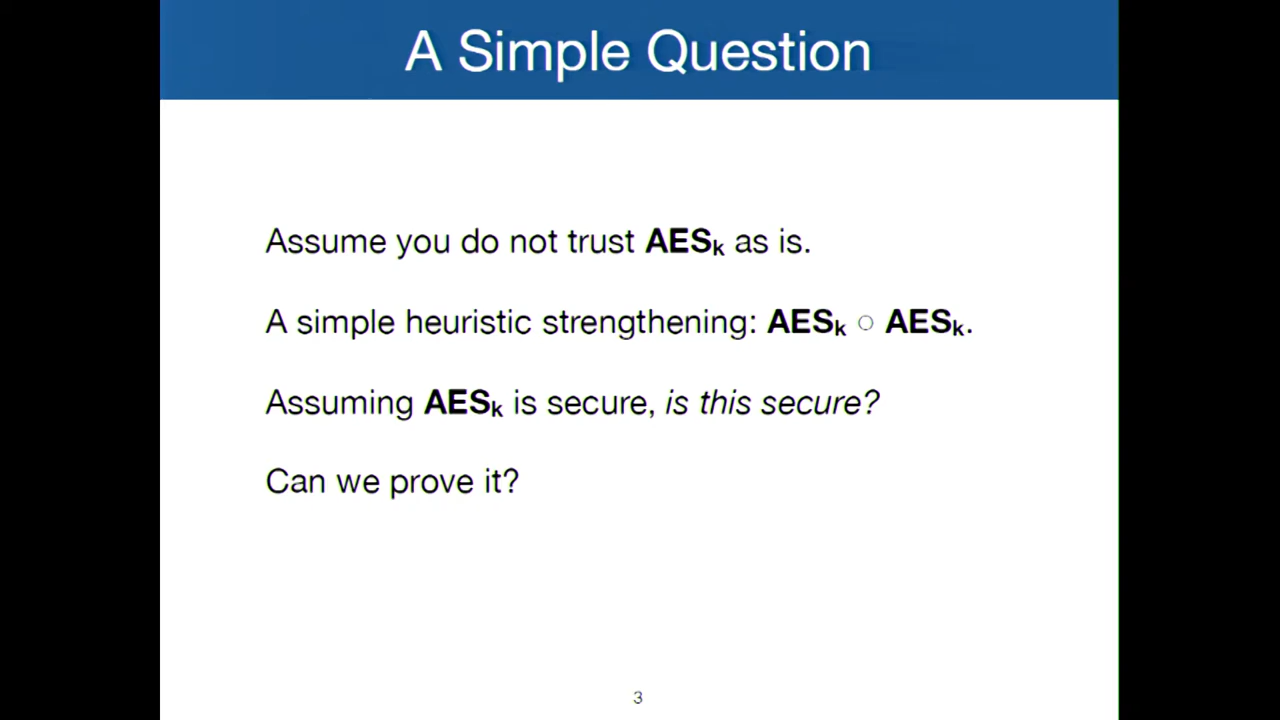 A Simple Question
Assume you do not trust AESₖ as is.
A simple heuristic strengthening: AESₖ ○ AESₖ.
Assuming AESₖ is secure, is this secure?
Can we prove it?
3